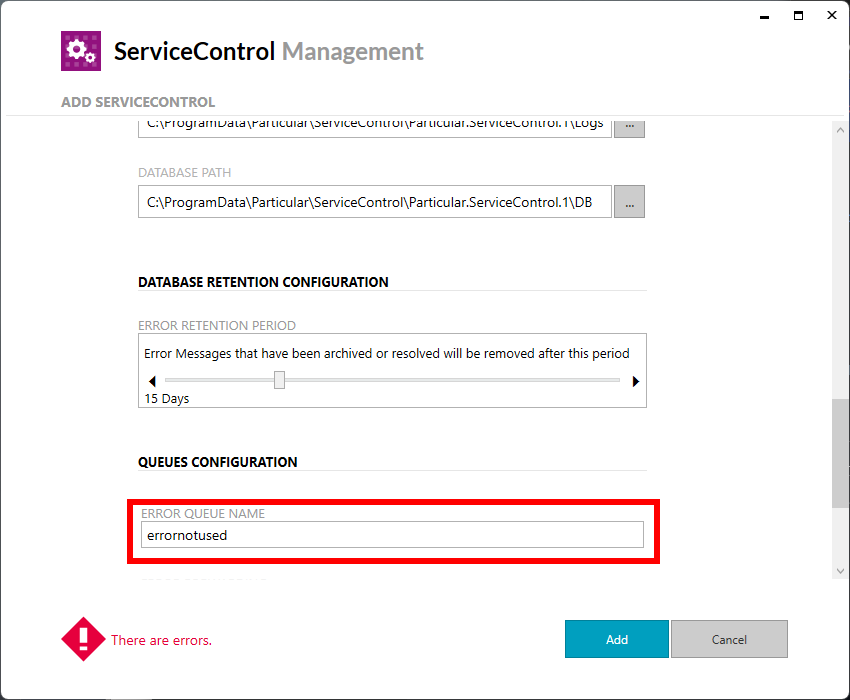 ServiceControl Management
ADD SERVICECONTROL
C:\ProgramData\Particular\ServiceControl\Particular.ServiceControl.1\Logs
...
DATABASE PATH
C:\ProgramData\Particular\ServiceControl\Particular.ServiceControl.1\DB
...
DATABASE RETENTION CONFIGURATION
ERROR RETENTION PERIOD
Error Messages that have been archived or resolved will be removed after this period
15 Days
QUEUES CONFIGURATION
ERROR QUEUE NAME
errornotused
There are errors.
Add
Cancel